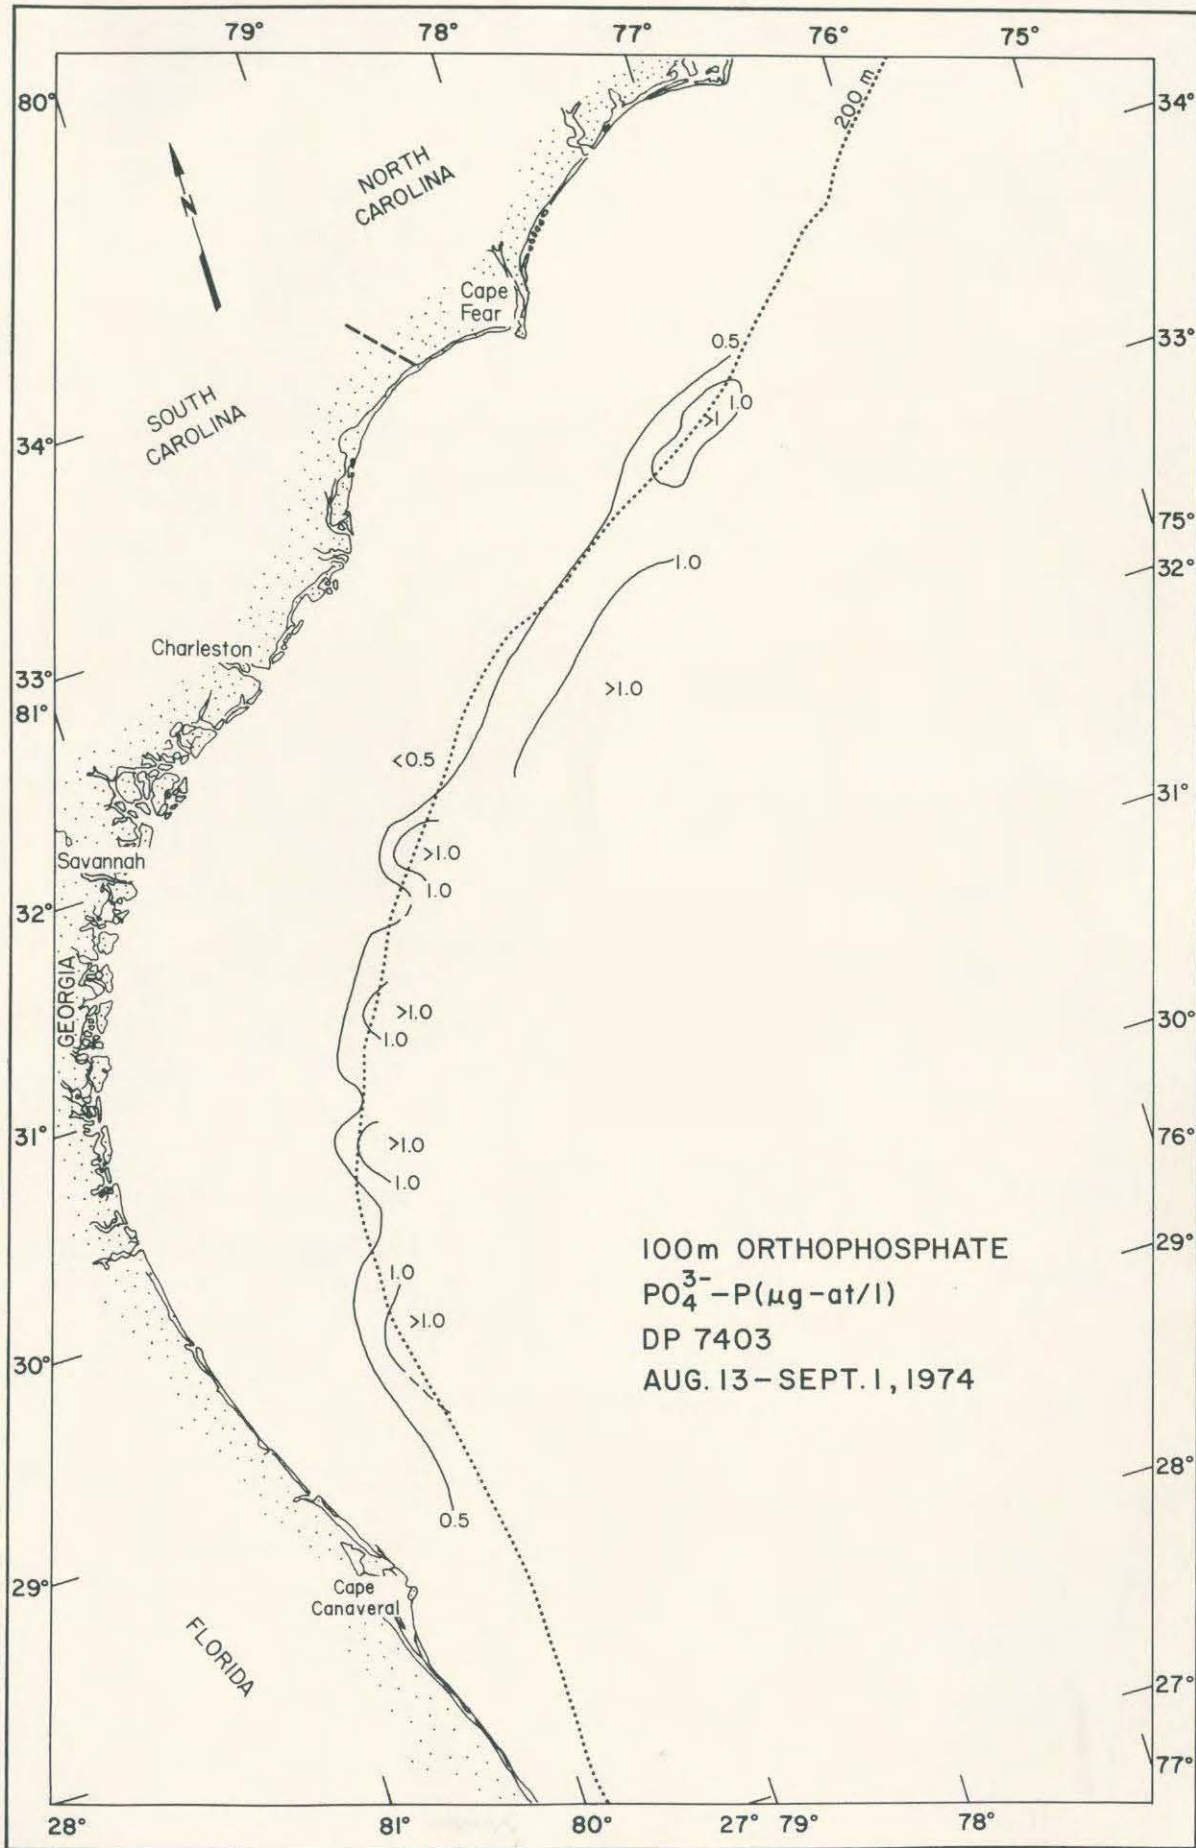 79° 78° 77° 76° 75°
80°
34°
200 m
N
NORTH
CAROLINA
Cape
Fear
0.5
33°
1.0
>1
SOUTH
CAROLINA
34°
75°
32°
1.0
Charleston
33°
>1.0
81°
<0.5
31°
>1.0
Savannah
1.0
32°
GEORGIA
>1.0
30°
1.0
31°
>1.0
76°
1.0
100m ORTHOPHOSPHATE
29°
1.0
PO₄³⁻-P(μg-at/l)
>1.0
DP 7403
30°
AUG. 13-SEPT. 1, 1974
28°
0.5
29°
Cape
Canaveral
FLORIDA
27°
77°
28° 81° 80° 27° 79° 78°